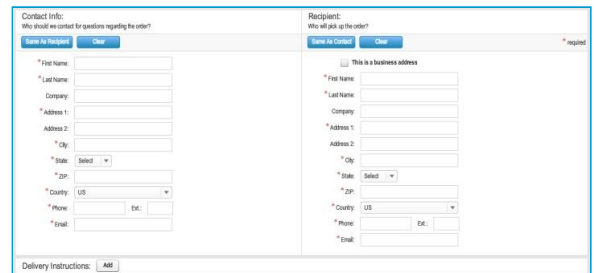 Contact Info:
Who should we contact for questions regarding the order?
Same As Recipient Clear
* First Name:
* Last Name:
Company:
* Address 1:
Address 2:
* City:
* State: Select
* ZIP:
* Country: US
* Phone: Ext.:
* Email:
Recipient:
Who will pick up the order?
Same As Contact Clear
* required
This is a business address
* First Name:
* Last Name:
Company:
* Address 1:
Address 2:
* City:
* State: Select
* ZIP:
* Country: US
* Phone: Ext.:
* Email:
Delivery Instructions: Add